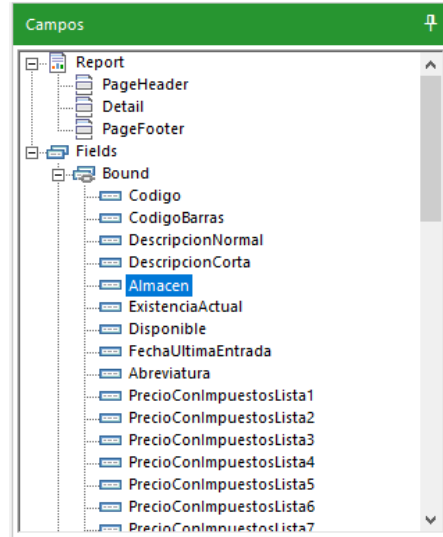 Campos
Report
PageHeader
Detail
PageFooter
Fields
Bound
Codigo
CodigoBarras
DescripcionNormal
DescripcionCorta
Almacen
ExistenciaActual
Disponible
FechaUltimaEntrada
Abreviatura
PrecioConImpuestosLista1
PrecioConImpuestosLista2
PrecioConImpuestosLista3
PrecioConImpuestosLista4
PrecioConImpuestosLista5
PrecioConImpuestosLista6
PrecioConImpuestosLista7